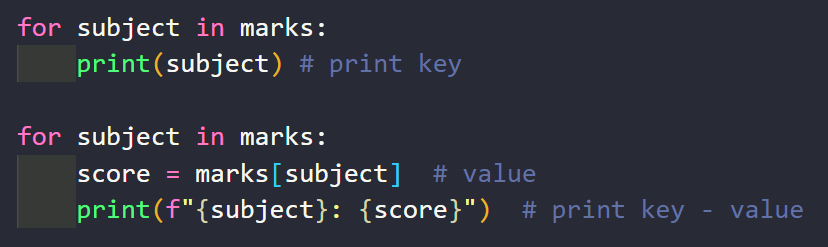 for subject in marks:
    print(subject) # print key

for subject in marks:
    score = marks[subject]  # value
    print(f"{subject}: {score}")  # print key - value